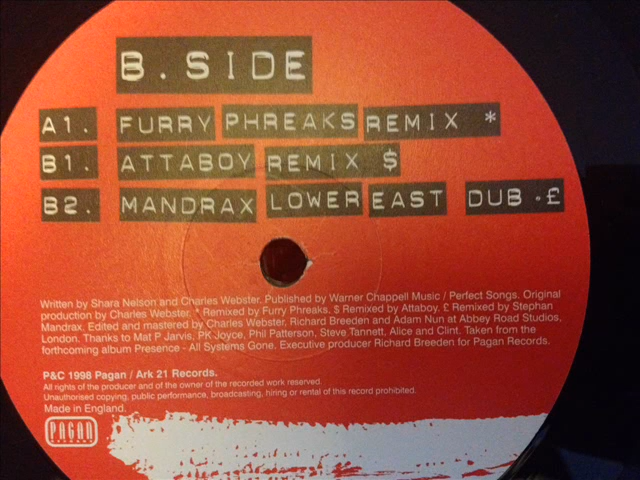 B. SIDE
A1. FURRY PHREAKS REMIX *
B1. ATTABOY REMIX $
B2. MANDRAX LOWER EAST DUB . £
Written by Shara Nelson and Charles Webster. Published by Warner Chappell Music / Perfect Songs. Original
production by Charles Webster. * Remixed by Furry Phreaks. $ Remixed by Attaboy. £ Remixed by Stephan
Mandrax. Edited and mastered by Charles Webster, Richard Breeden and Adam Nun at Abbey Road Studios,
London. Thanks to Mat P Jarvis, PK Joyce, Phil Patterson, Steve Tannett, Alice and Clint. Taken from the
forthcoming album Presence - All Systems Gone. Executive producer Richard Breeden for Pagan Records.
P&C 1998 Pagan / Ark 21 Records.
All rights of the producer and of the owner of the recorded work reserved.
Unauthorised copying, public performance, broadcasting, hiring or rental of this record prohibited.
Made in England.
PAGAN